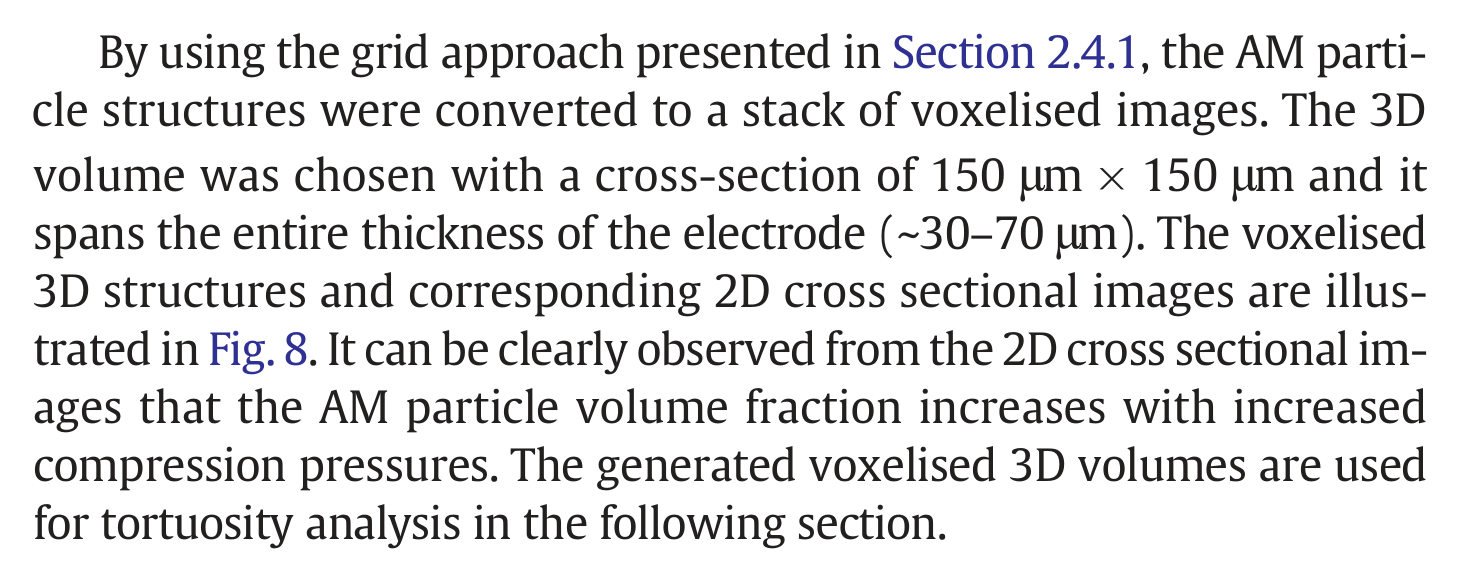 By using the grid approach presented in Section 2.4.1, the AM parti-
cle structures were converted to a stack of voxelised images. The 3D
volume was chosen with a cross-section of 150 μm × 150 μm and it
spans the entire thickness of the electrode (~30–70 μm). The voxelised
3D structures and corresponding 2D cross sectional images are illus-
trated in Fig. 8. It can be clearly observed from the 2D cross sectional im-
ages that the AM particle volume fraction increases with increased
compression pressures. The generated voxelised 3D volumes are used
for tortuosity analysis in the following section.